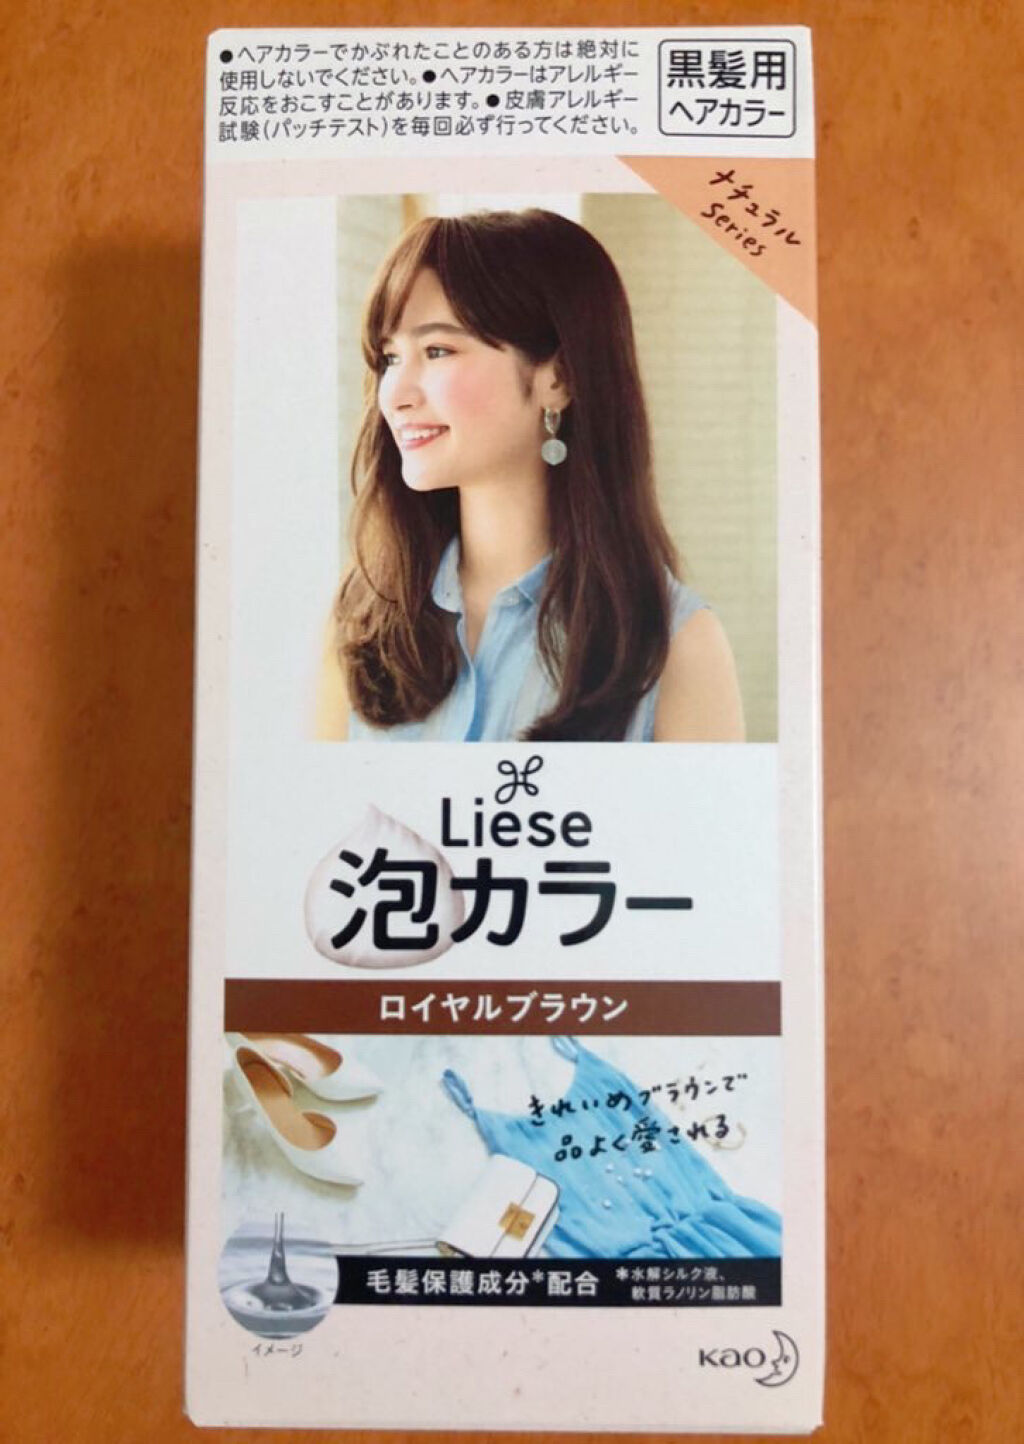 ●ヘアカラーでかぶれたことのある方は絶対に
使用しないでください。●ヘアカラーはアレルギー
反応をおこすことがあります。●皮膚アレルギー
試験(パッチテスト)を毎回必ず行ってください。
黒髪用
ヘアカラー
ナチュラル
Series
Liese
泡カラー
ロイヤルブラウン
きれいめブラウンで
品よく愛される
毛髪保護成分*配合
*水解シルク液、
軟質ラノリン脂肪酸
イメージ
Kao